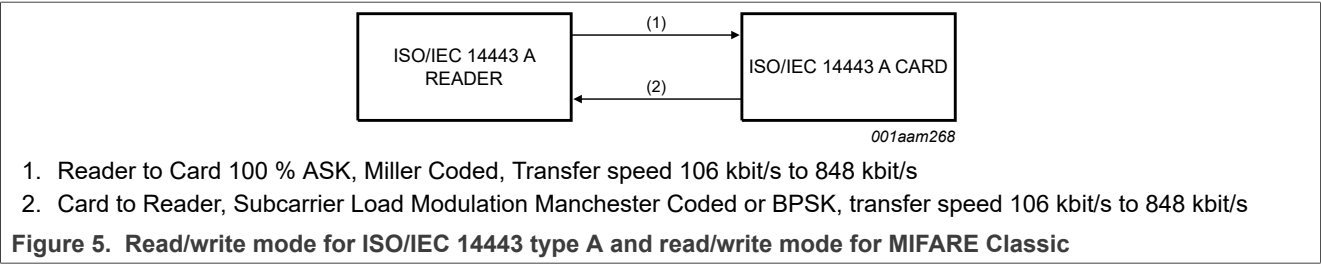 (1)
ISO/IEC 14443 A
READER
ISO/IEC 14443 A CARD
(2)
001aam268
1. Reader to Card 100 % ASK, Miller Coded, Transfer speed 106 kbit/s to 848 kbit/s
2. Card to Reader, Subcarrier Load Modulation Manchester Coded or BPSK, transfer speed 106 kbit/s to 848 kbit/s
Figure 5. Read/write mode for ISO/IEC 14443 type A and read/write mode for MIFARE Classic